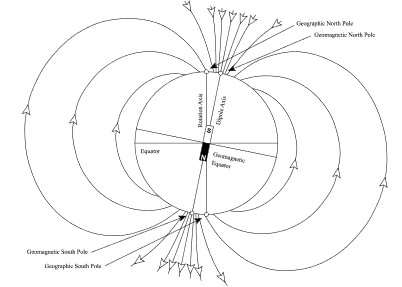 Geographic North Pole
Geomagnetic North Pole
Rotation Axis
Dipole Axis
S
N
Equator
Geomagnetic
Equator
Geomagnetic South Pole
Geographic South Pole